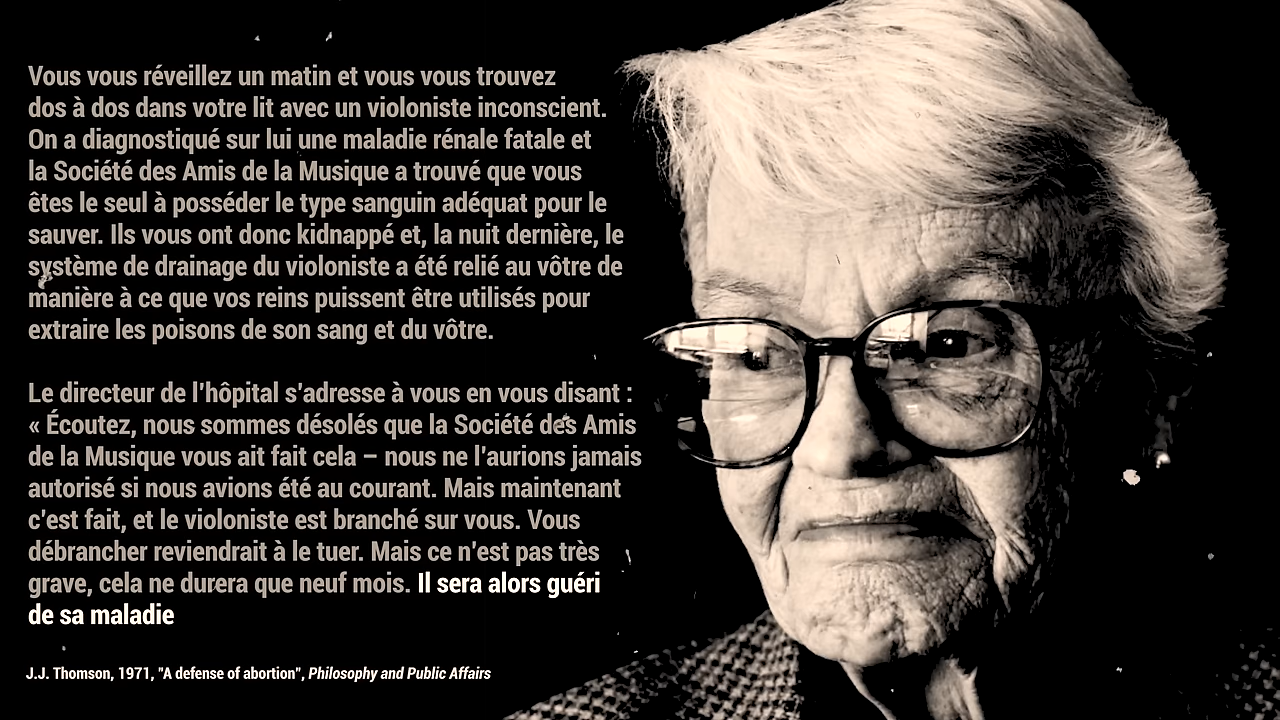 Vous vous réveillez un matin et vous vous trouvez
dos à dos dans votre lit avec un violoniste inconscient.
On a diagnostiqué sur lui une maladie rénale fatale et
la Société des Amis de la Musique a trouvé que vous
êtes le seul à posséder le type sanguin adéquat pour le
sauver. Ils vous ont donc kidnappé et, la nuit dernière, le
système de drainage du violoniste a été relié au vôtre de
manière à ce que vos reins puissent être utilisés pour
extraire les poisons de son sang et du vôtre.
Le directeur de l'hôpital s'adresse à vous en vous disant :
« Écoutez, nous sommes désolés que la Société des Amis
de la Musique vous ait fait cela – nous ne l'aurions jamais
autorisé si nous avions été au courant. Mais maintenant
c'est fait, et le violoniste est branché sur vous. Vous
débrancher reviendrait à le tuer. Mais ce n'est pas très
grave, cela ne durera que neuf mois. Il sera alors guéri
de sa maladie
J.J. Thomson, 1971, "A defense of abortion", Philosophy and Public Affairs